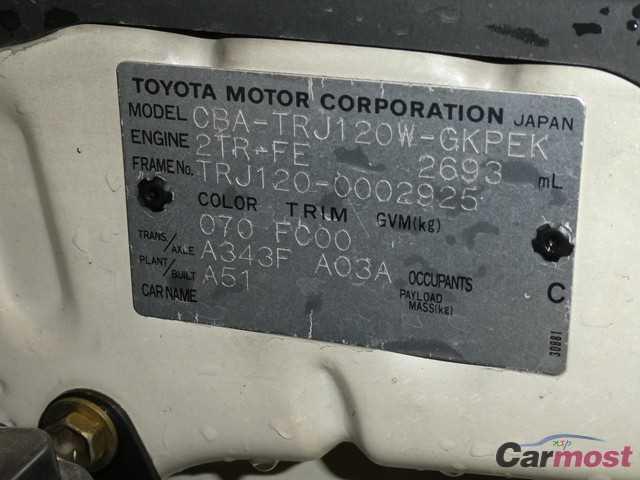 TOYOTA MOTOR CORPORATION JAPAN
MODEL CBA-TRJ120W-GKPEK
ENGINE 2TR-FE 2693 mL
FRAME No. TRJ120-0002925
COLOR TRIM GVM(kg)
070 FC00
TRANS/AXLE A343F A03A
PLANT/BUILT A51 OCCUPANTS C
CAR NAME PAYLOAD MASS(kg)
30881
Carmost